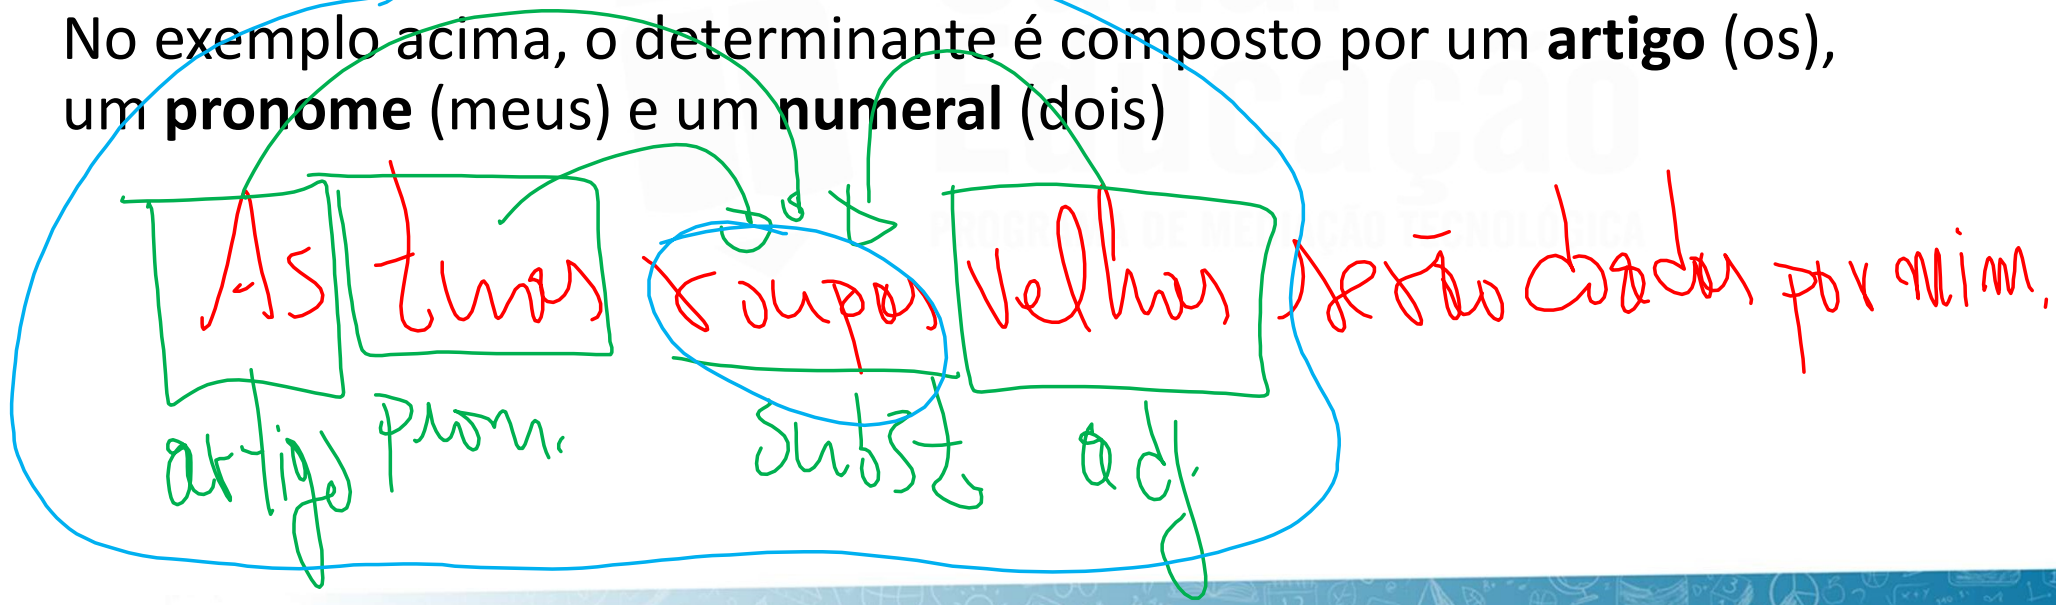 No exemplo acima, o determinante é composto por um artigo (os),
um pronome (meus) e um numeral (dois)
As tuas roupas velhas serão doadas por mim.
artigo pron. subst. adj.